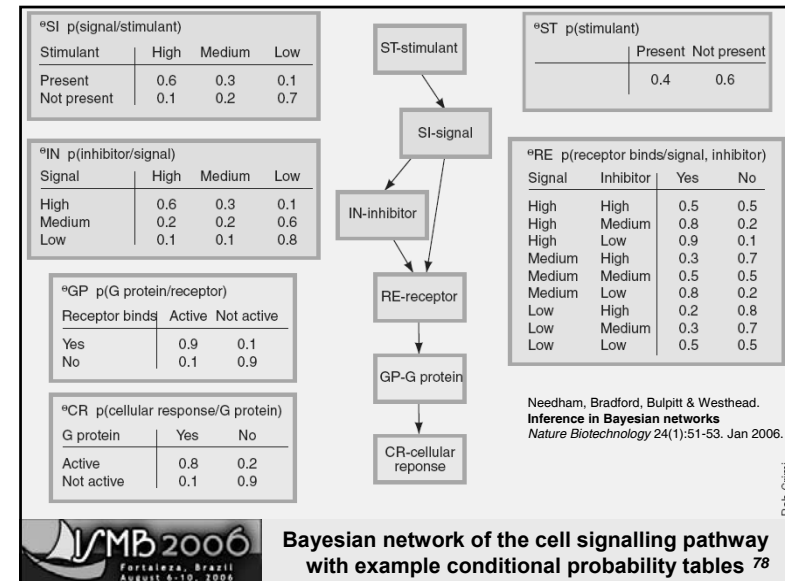 ᶿSI p(signal/stimulant)
Stimulant High Medium Low
Present 0.6 0.3 0.1
Not present 0.1 0.2 0.7
ᶿIN p(inhibitor/signal)
Signal High Medium Low
High 0.6 0.3 0.1
Medium 0.2 0.2 0.6
Low 0.1 0.1 0.8
ᶿGP p(G protein/receptor)
Receptor binds Active Not active
Yes 0.9 0.1
No 0.1 0.9
ᶿCR p(cellular response/G protein)
G protein Yes No
Active 0.8 0.2
Not active 0.1 0.9
ST-stimulant
SI-signal
IN-inhibitor
RE-receptor
GP-G protein
CR-cellular
reponse
ᶿST p(stimulant)
Present Not present
0.4 0.6
ᶿRE p(receptor binds/signal, inhibitor)
Signal Inhibitor Yes No
High High 0.5 0.5
High Medium 0.8 0.2
High Low 0.9 0.1
Medium High 0.3 0.7
Medium Medium 0.5 0.5
Medium Low 0.8 0.2
Low High 0.2 0.8
Low Medium 0.3 0.7
Low Low 0.5 0.5
Needham, Bradford, Bulpitt & Westhead.
Inference in Bayesian networks
Nature Biotechnology 24(1):51-53. Jan 2006.
ISMB 2006
Fortaleza, Brazil
August 6-10, 2006
Bayesian network of the cell signalling pathway
with example conditional probability tables 78